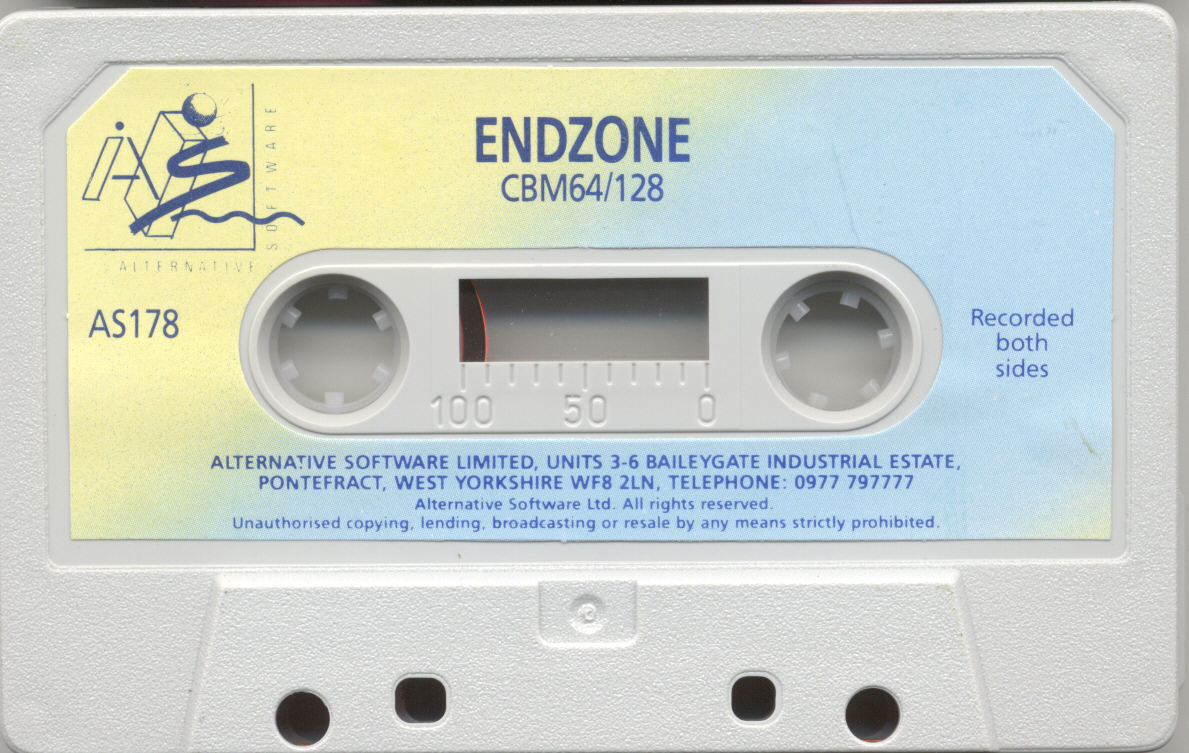 ENDZONE
CBM64/128
SOFTWARE
ALTERNATIVE
AS178
Recorded
both
sides
100 50 0
ALTERNATIVE SOFTWARE LIMITED, UNITS 3-6 BAILEYGATE INDUSTRIAL ESTATE,
PONTEFRACT, WEST YORKSHIRE WF8 2LN, TELEPHONE: 0977 797777
Alternative Software Ltd. All rights reserved.
Unauthorised copying, lending, broadcasting or resale by any means strictly prohibited.